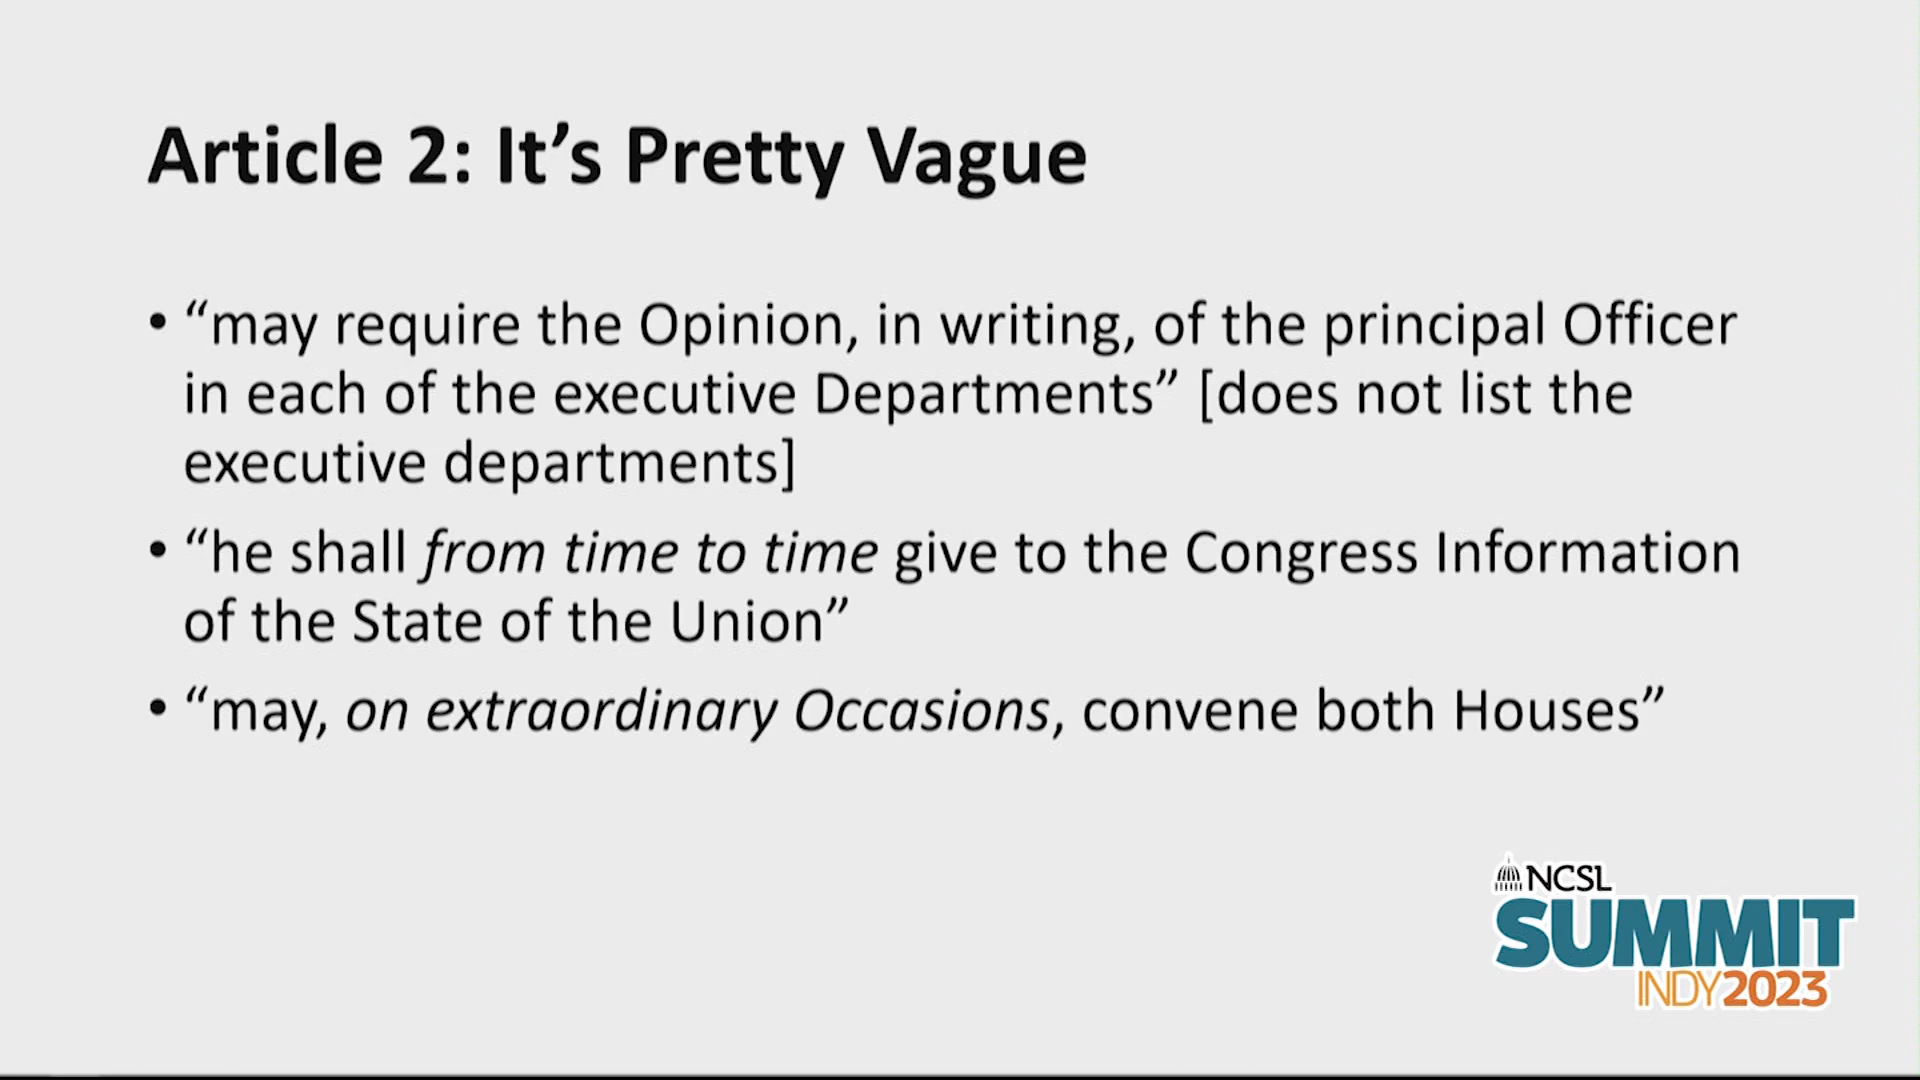 Article 2: It’s Pretty Vague
• “may require the Opinion, in writing, of the principal Officer
in each of the executive Departments” [does not list the
executive departments]
• “he shall from time to time give to the Congress Information
of the State of the Union”
• “may, on extraordinary Occasions, convene both Houses”
NCSL
SUMMIT
INDY2023